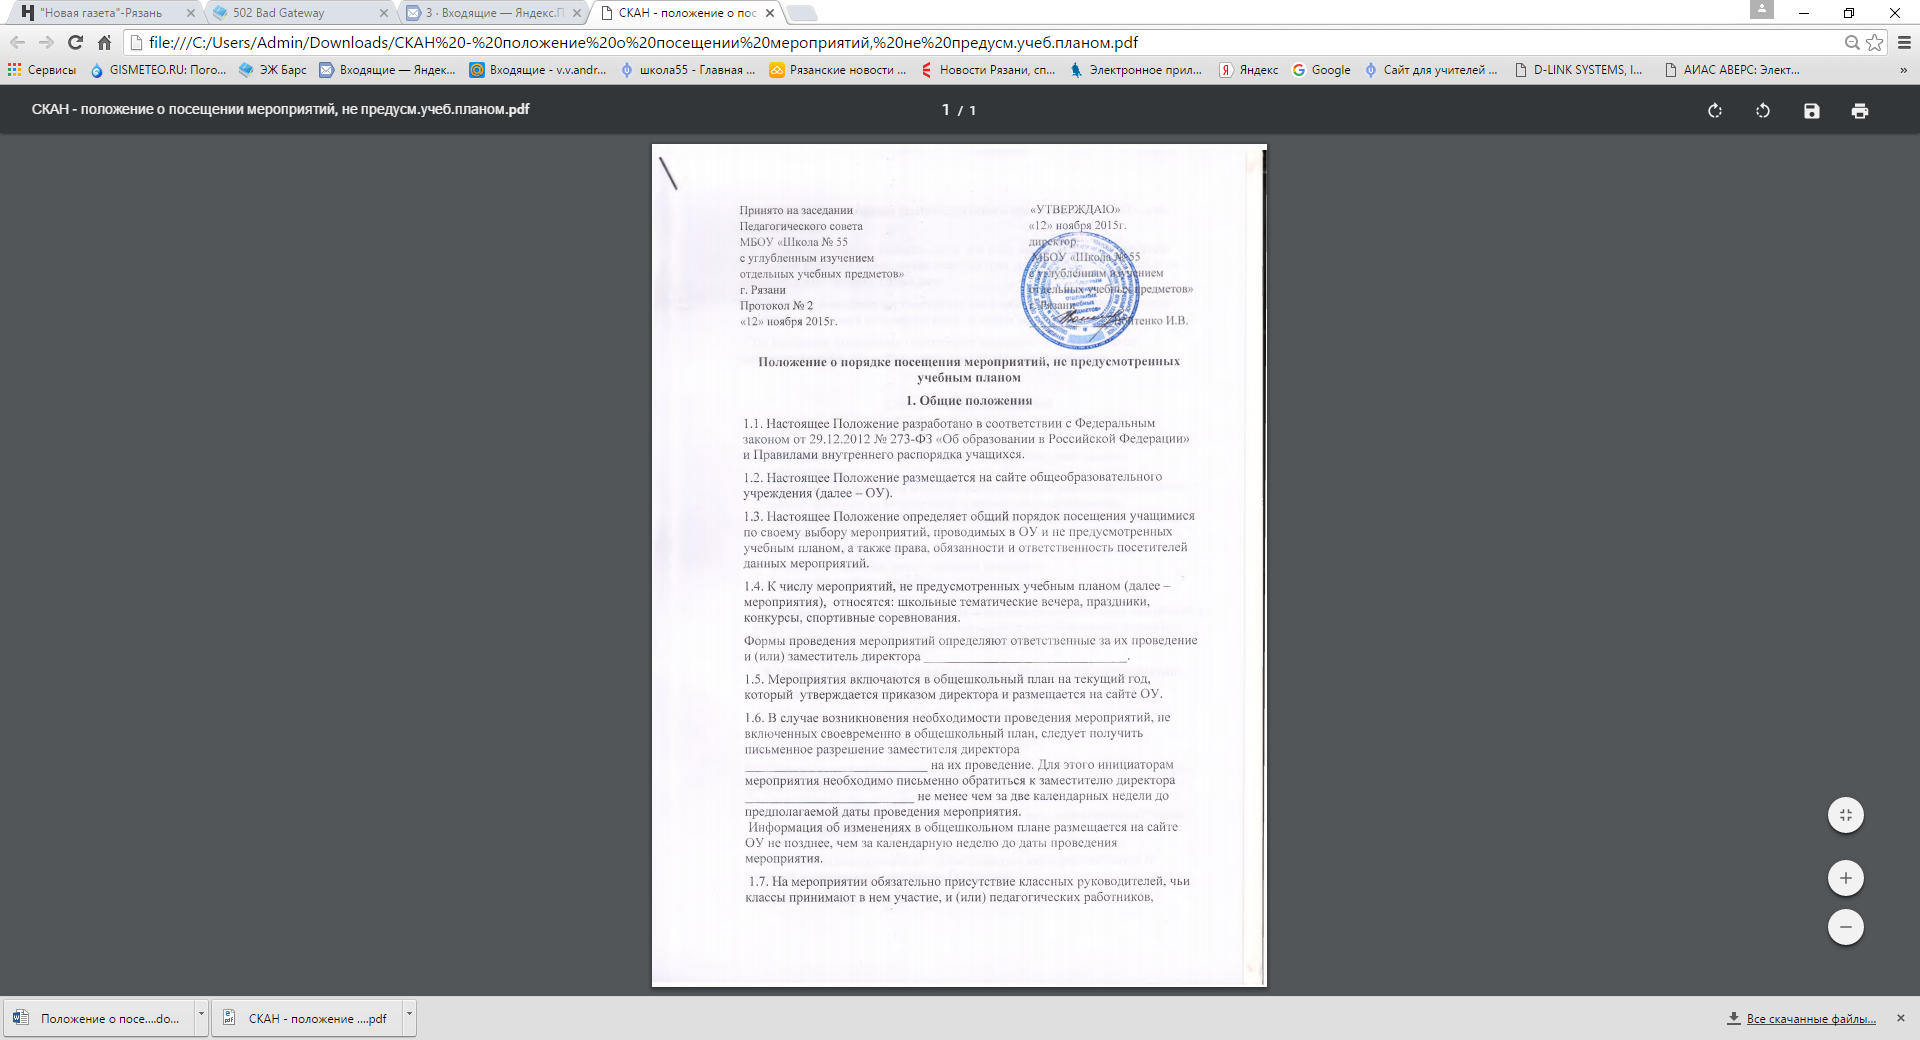 "Новая газета"-Рязань
502 Bad Gateway
3 · Входящие — Яндекс.П
СКАН - положение о пос
file:///C:/Users/Admin/Downloads/СКАН%20-%20положение%20о%20посещении%20мероприятий,%20не%20предусм.учеб.планом.pdf
Сервисы
GISMETEO.RU: Пого...
ЭЖ Барс
Входящие — Яндек...
Входящие - v.v.andr...
школа55 - Главная ...
Рязанские новости ...
Новости Рязани, сп...
Электронное прил...
Яндекс
Google
Сайт для учителей ...
D-LINK SYSTEMS, I...
АИАС АВЕРС: Элект...
»
СКАН - положение о посещении мероприятий, не предусм.учеб.планом.pdf
1 / 1
Принято на заседании
Педагогического совета
МБОУ «Школа № 55
с углубленным изучением
отдельных учебных предметов»
г. Рязани
Протокол № 2
«12» ноября 2015г.
«УТВЕРЖДАЮ»
«12» ноября 2015г.
директор
МБОУ «Школа №55
с углубленным изучением
отдельных учебных предметов»
г. Рязани
И.В.
Положение о порядке посещения мероприятий, не предусмотренных
учебным планом
1. Общие положения
1.1. Настоящее Положение разработано в соответствии с Федеральным
законом от 29.12.2012 № 273-ФЗ «Об образовании в Российской Федерации»
и Правилами внутреннего распорядка учащихся.
1.2. Настоящее Положение размещается на сайте общеобразовательного
учреждения (далее – ОУ).
1.3. Настоящее Положение определяет общий порядок посещения учащимися
по своему выбору мероприятий, проводимых в ОУ и не предусмотренных
учебным планом, а также права, обязанности и ответственность посетителей
данных мероприятий.
1.4. К числу мероприятий, не предусмотренных учебным планом (далее –
мероприятия), относятся: школьные тематические вечера, праздники,
конкурсы, спортивные соревнования.
Формы проведения мероприятий определяют ответственные за их проведение
и (или) заместитель директора ______________________________.
1.5. Мероприятия включаются в общешкольный план на текущий год,
который утверждается приказом директора и размещается на сайте ОУ.
1.6. В случае возникновения необходимости проведения мероприятий, не
включенных своевременно в общешкольный план, следует получить
письменное разрешение заместителя директора
___________________________ на их проведение. Для этого инициаторам
мероприятия необходимо письменно обратиться к заместителю директора
_________________________ не менее чем за две календарных недели до
предполагаемой даты проведения мероприятия.
Информация об изменениях в общешкольном плане размещается на сайте
ОУ не позднее, чем за календарную неделю до даты проведения
мероприятия.
1.7. На мероприятии обязательно присутствие классных руководителей, чьи
классы принимают в нем участие, и (или) педагогических работников,
Положение о посе....do...
СКАН - положение ....pdf
Все скачанные файлы...